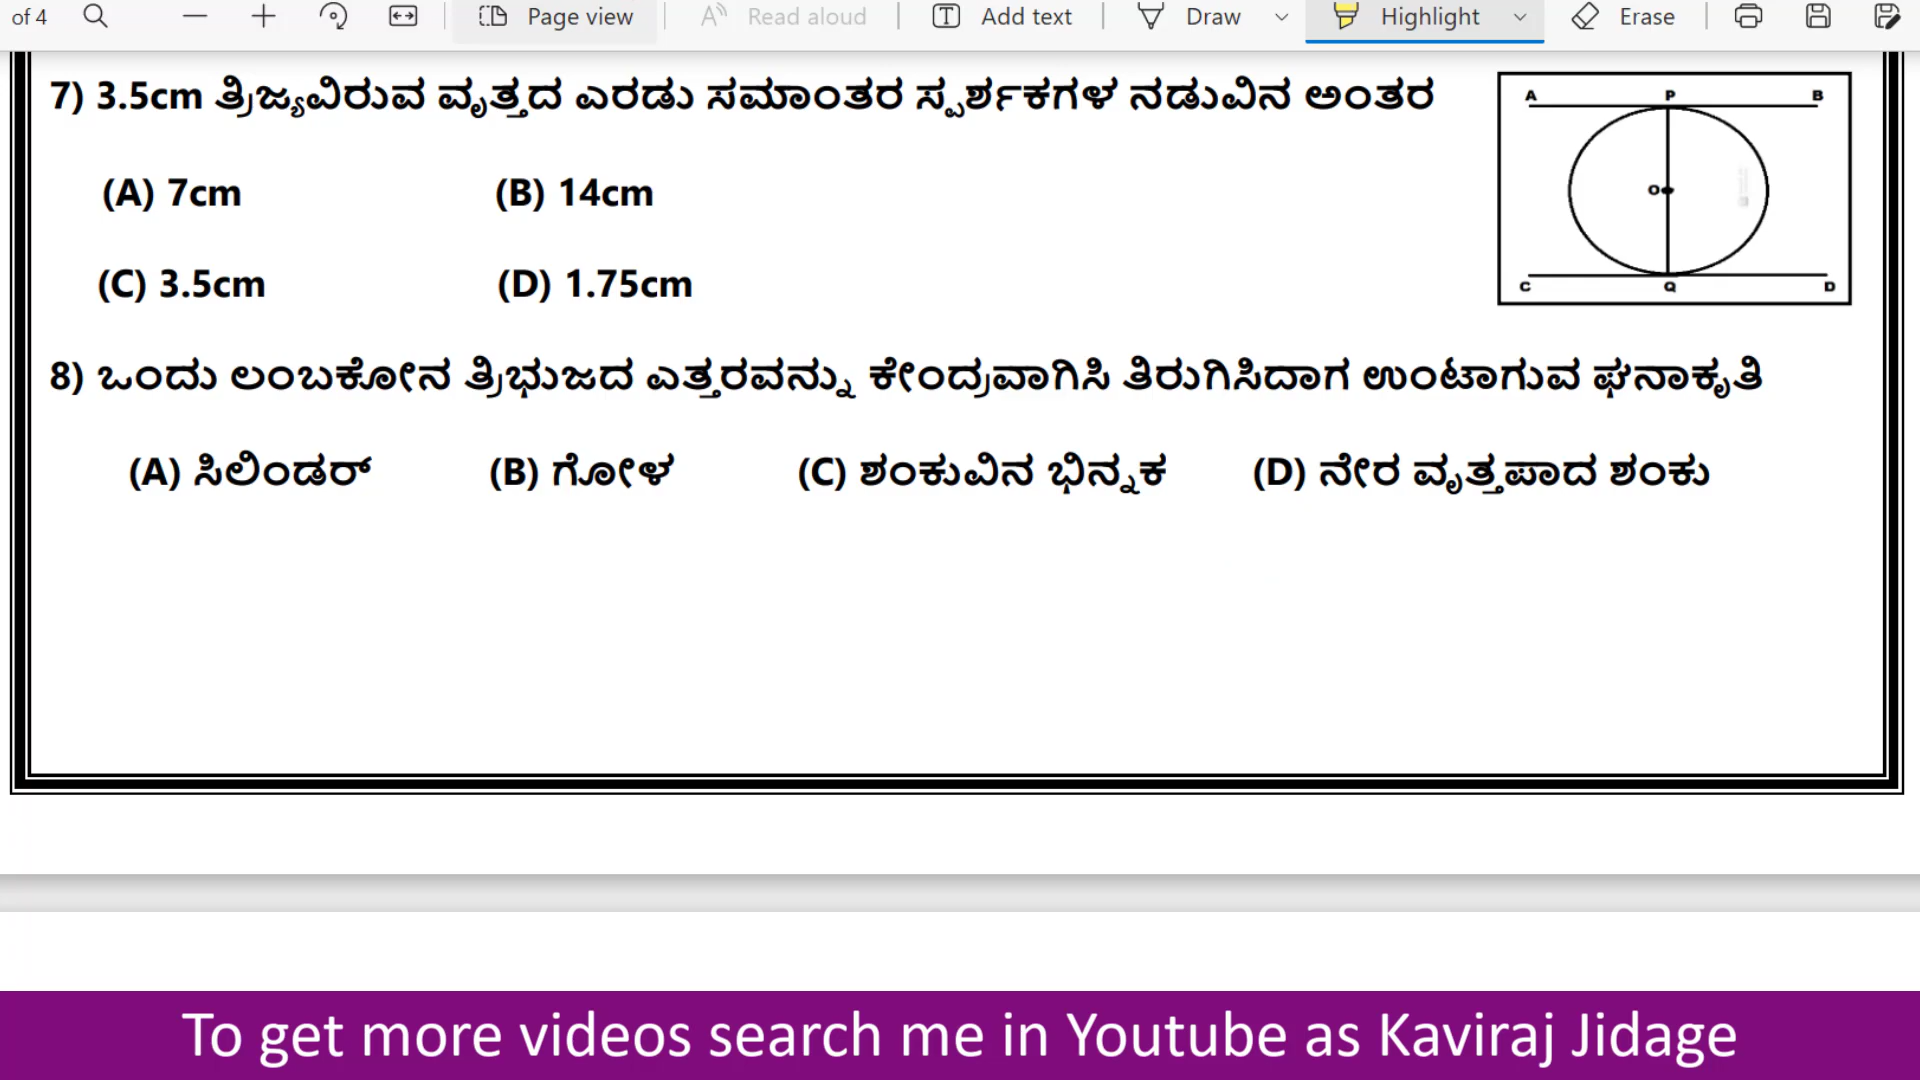 of 4 Page view Read aloud Add text Draw Highlight Erase
7) 3.5cm ತ್ರಿಜ್ಯವಿರುವ ವೃತ್ತದ ಎರಡು ಸಮಾಂತರ ಸ್ಪರ್ಶಕಗಳ ನಡುವಿನ ಅಂತರ
A P B
(A) 7cm (B) 14cm
O
(C) 3.5cm (D) 1.75cm
C Q D
8) ಒಂದು ಲಂಬಕೋನ ತ್ರಿಭುಜದ ಎತ್ತರವನ್ನು ಕೇಂದ್ರವಾಗಿಸಿ ತಿರುಗಿಸಿದಾಗ ಉಂಟಾಗುವ ಘನಾಕೃತಿ
(A) ಸಿಲಿಂಡರ್ (B) ಗೋಳ (C) ಶಂಕುವಿನ ಭಿನ್ನಕ (D) ನೇರ ವೃತ್ತಪಾದ ಶಂಕು
To get more videos search me in Youtube as Kaviraj Jidage